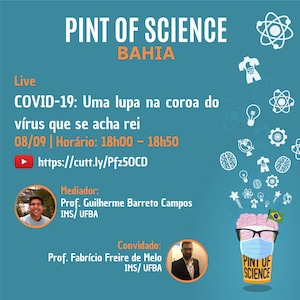 PINT OF SCIENCE
BAHIA
Live
COVID-19: Uma lupa na coroa do
vírus que se acha rei
08/09 | Horário: 18h00 – 18h50
https://cutt.ly/Pfz5OCD
Mediador:
Prof. Guilherme Barreto Campos
IMS/ UFBA
Convidado:
Prof. Fabrício Freire de Melo
IMS/ UFBA
PINT OF
SCIENCE